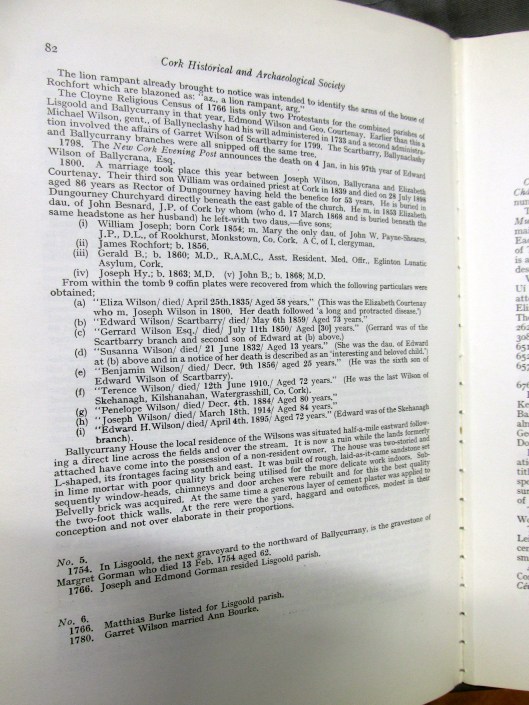 82
Cork Historical and Archaeological Society
The lion rampant already brought to notice was intended to identify the arms of the house of
Rochfort which are blazoned as: "az., a lion rampant, arg."
The Cloyne Religious Census of 1766 lists only two Protestants for the combined parishes of
Lisgoold and Ballycurrany in that year, Edmond Wilson and Geo. Courtenay. Earlier than this a
Michael Wilson, gent., of Ballyneclashy had his will administered in 1733 and a second administra-
tion involved the affairs of Garret Wilson of Scartbarry for 1799. The Scartbarry, Ballynaclashy
and Ballycurrany branches were all snipped off the same tree.
1798. The New Cork Evening Post announces the death on 4 Jan. in his 97th year of Edward
Wilson of Ballycrana, Esq.
1800. A marriage took place this year between Joseph Wilson, Ballycrana and Elizabeth
Courtenay. Their third son William was ordained priest at Cork in 1839 and died on 28 July 1898
aged 86 years as Rector of Dungourney having held the benefice for 53 years. He is buried in
Dungourney Churchyard directly beneath the east gable of the church. He m. in 1853 Elizabeth
dau. of John Besnard, J.P. of Cork by whom (who d. 17 March 1868 and is buried beneath the
same headstone as her husband) he left with two daus.,—five sons;
(i) William Joseph; born Cork 1854; m. Mary the only dau. of John W. Payne-Sheares,
J.P., D.L., of Rookhurst, Monkstown, Co. Cork, A C, of I, clergyman.
(ii) James Rochfort; b. 1856.
(iii) Gerald B.; b. 1860; M.D., R.A.M.C., Asst. Resident. Med. Offr., Eglinton Lunatic
Asylum, Cork.
(iv) Joseph Hy.; b. 1863; M.D. (v) John B.; b. 1868; M.D.
From within the tomb 9 coffin plates were recovered from which the following particulars were
obtained;
(a) "Eliza Wilson/ died/ April 25th.1835/ Aged 58 years." (This was the Elizabeth Courtenay
who m. Joseph Wilson in 1800. Her death followed 'a long and protracted disease.')
(b) "Edward Wilson/ Scartbarry/ died/ May 6th 1859/ Aged 73 years."
(c) "Gerrard Wilson Esq./ died/ July 11th 1850/ Aged [30] years." (Gerrard was of the
Scartbarry branch and second son of Edward at (b) above.)
(d) "Susanna Wilson/ died/ 21 June 1832/ Aged 13 years." (She was the dau. of Edward
at (b) above and in a notice of her death is described as an 'interesting and beloved child.')
(e) "Benjamin Wilson/ died/ Decr. 9th 1856/ aged 25 years." (He was the sixth son of
Edward Wilson of Scartbarry).
(f) "Terence Wilson/ died/ 12th June 1910./ Aged 72 years." (He was the last Wilson of
Skehanagh, Kilshanahan, Watergrasshill, Co. Cork).
(g) "Penelope Wilson/ died/ Decr. 4th. 1884/ Aged 80 years."
(h) "Joseph Wilson/ died/ March 18th. 1914/ Aged 84 years."
(i) "Edward H.Wilson/ died/ April 4th. 1895/ Aged 72 years." (Edward was of the Skehanagh
branch).
Ballycurrany House the local residence of the Wilsons was situated half-a-mile eastward follow-
ing a direct line across the fields and over the stream. It is now a ruin while the lands formerly
attached have come into the possession of a non-resident owner. The house was two-storied and
L-shaped, its frontages facing south and east. It was built of rough, laid-as-it-came sandstone set
in lime mortar with poor quality brick being utilised for the more delicate work indoors. Sub-
sequently window-heads, chimneys and door arches were rebuilt and for this the best quality
Belvelly brick was acquired. At the same time a generous layer of cement plaster was applied to
the two-foot thick walls. At the rere were the yard, haggard and outoffices, modest in their
conception and not over elaborate in their proportions.
No. 5.
1754. In Lisgoold, the next graveyard to the northward of Ballycurrany, is the gravestone of
Margret Gorman who died 13 Feb. 1754 aged 62.
1766. Joseph and Edmond Gorman resided Lisgoold parish.
No. 6.
1766. Matthias Burke listed for Lisgoold parish.
1780. Garret Wilson married Ann Bourke.